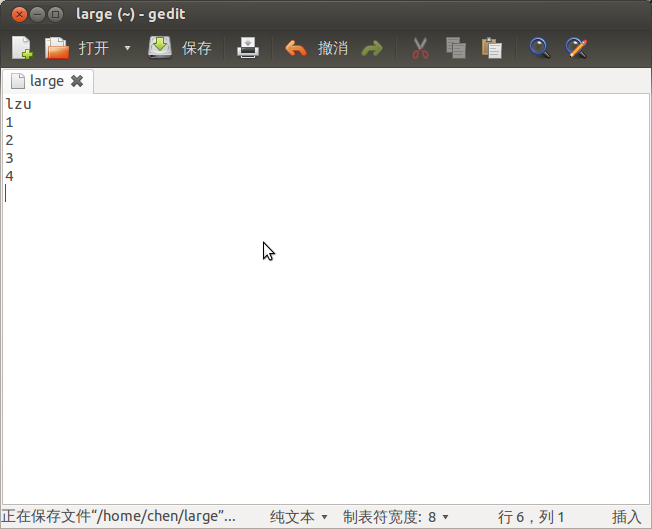 large (~) - gedit
打开 保存 撤消
large
lzu
1
2
3
4
正在保存文件“/home/chen/large”... 纯文本 制表符宽度: 8 行 6，列 1 插入